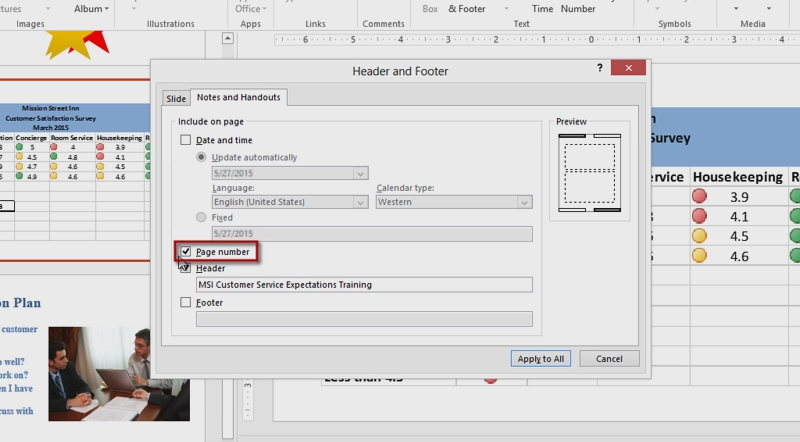 Pictures
Album
Office
Box
& Footer
Time
Number
Images
Illustrations
Apps
Links
Comments
Text
Symbols
Media
6 5 4 3 2 1 0 1 2 3 4 5 6
Header and Footer
?
Slide
Notes and Handouts
Include on page
Date and time
Update automatically
5/27/2015
Language:
Calendar type:
English (United States)
Western
Fixed
5/27/2015
Page number
Header
MSI Customer Service Expectations Training
Footer
Preview
Apply to All
Cancel
Mission Street Inn
Customer Satisfaction Survey
March 2015
tion Concierge Room Service Housekeeping R
8 5 4 3.9
7 4.5 4.8 4.1
4.7 4.6 4.5
4.9 4.6 4.6
on Plan
customer
o well?
ork on?
en I have
cuss with
n
Survey
rvice Housekeeping R
3.9
4.1
4.5
4.6
Less than 4.5
3